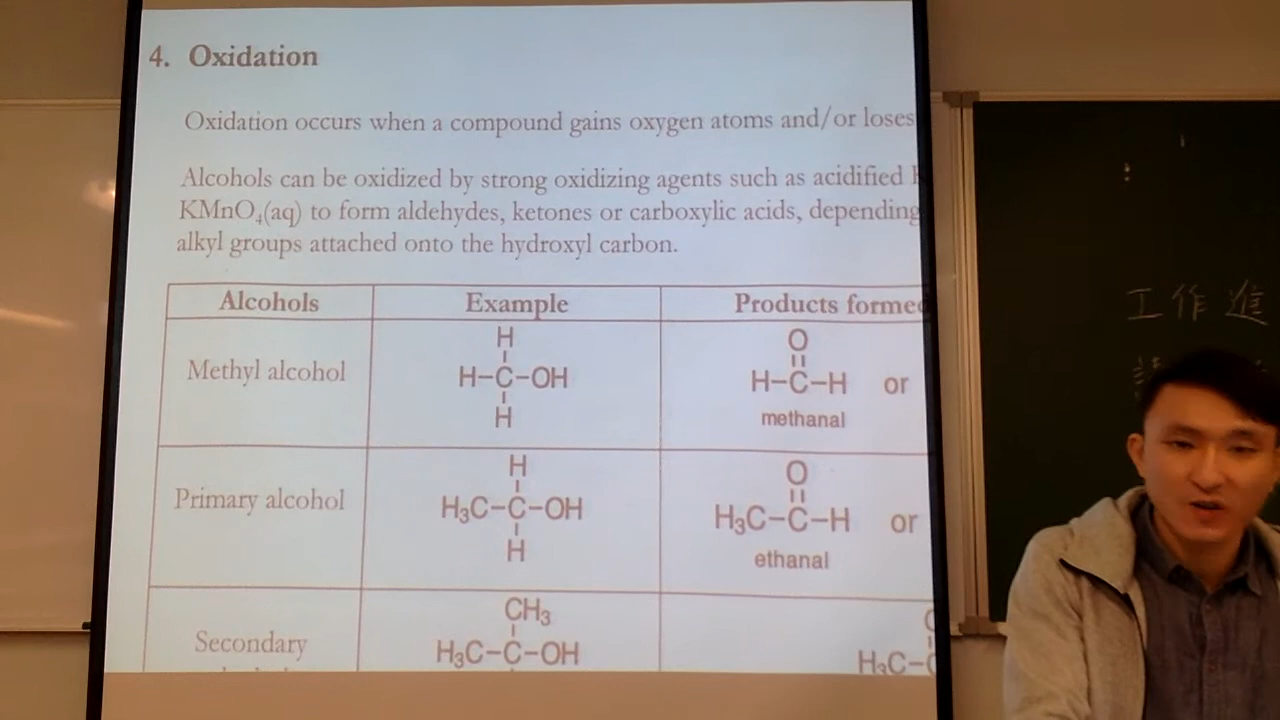 4. Oxidation
Oxidation occurs when a compound gains oxygen atoms and/or loses
Alcohols can be oxidized by strong oxidizing agents such as acidified
KMnO₄(aq) to form aldehydes, ketones or carboxylic acids, depending
alkyl groups attached onto the hydroxyl carbon.
Alcohols Example Products formed
H O
Methyl alcohol H-C-OH H-C-H or
H methanal
H O
Primary alcohol H₃C-C-OH H₃C-C-H or
H ethanal
CH₃
Secondary H₃C-C-OH H₃C-
工作進